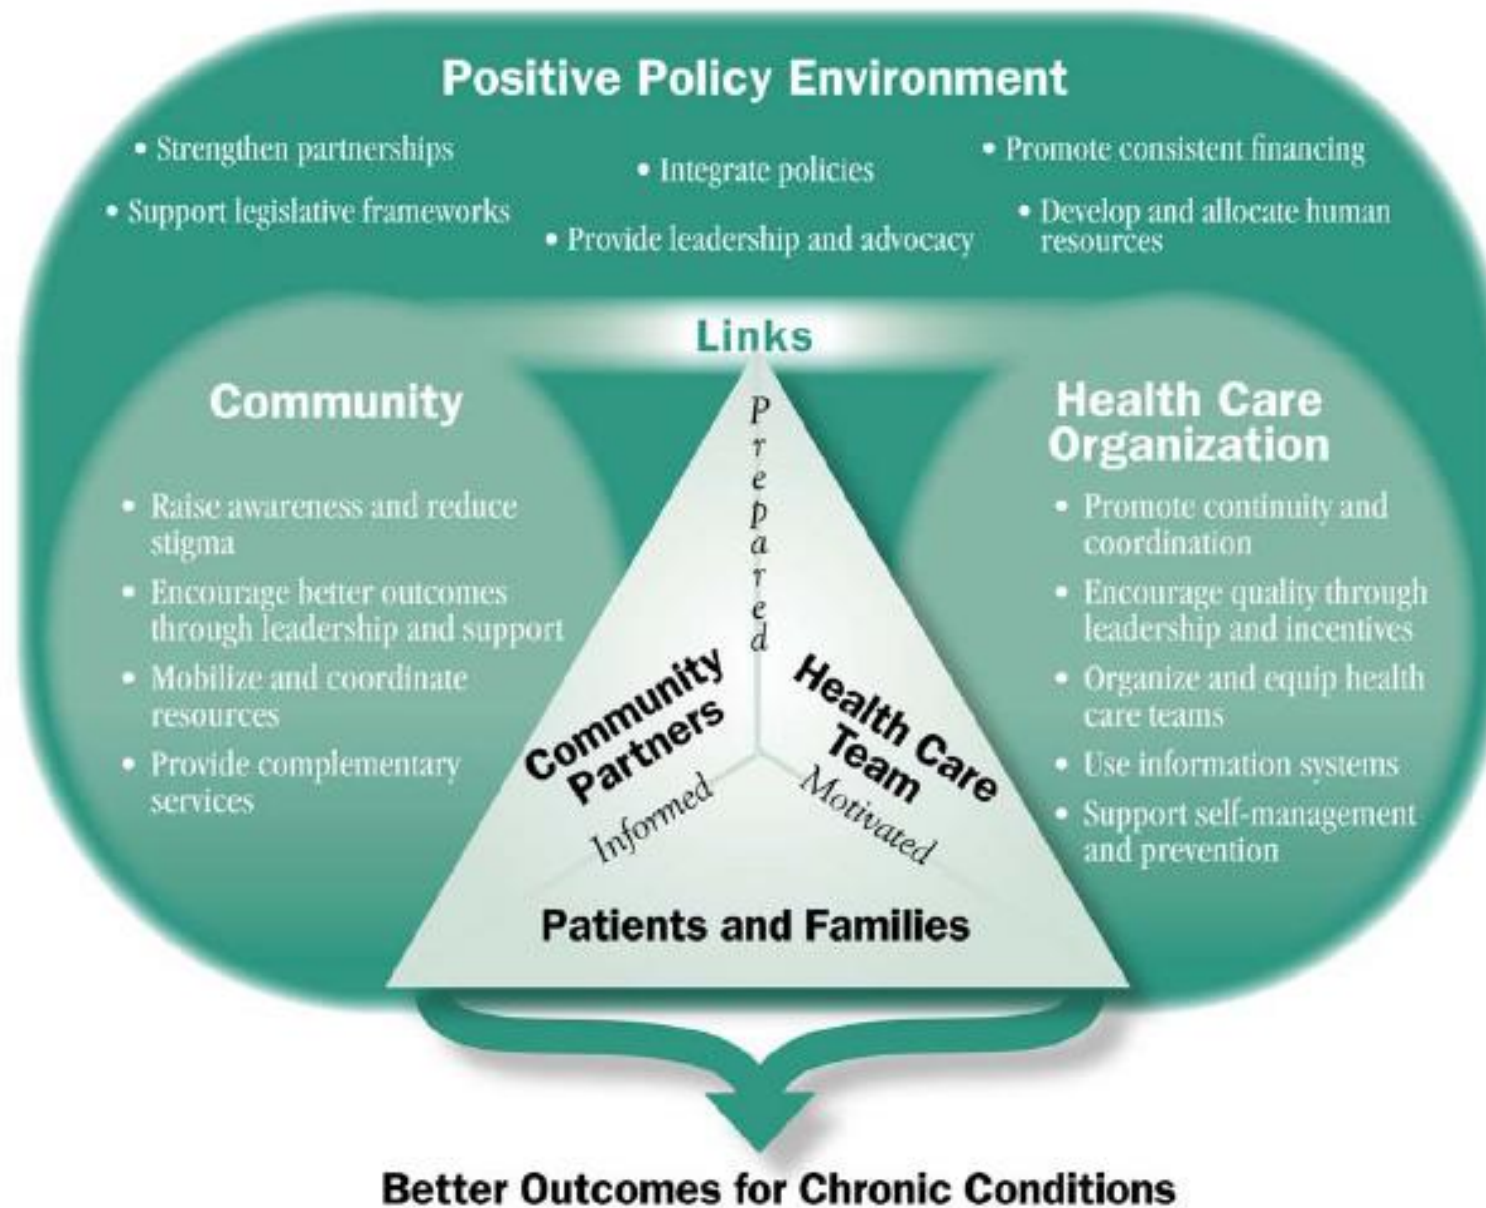 Positive Policy Environment
• Strengthen partnerships
• Support legislative frameworks
• Integrate policies
• Provide leadership and advocacy
• Promote consistent financing
• Develop and allocate human
resources
Links
Community
• Raise awareness and reduce
stigma
• Encourage better outcomes
through leadership and support
• Mobilize and coordinate
resources
• Provide complementary
services
Prepared
Community
Partners
Informed
Health Care
Team
Motivated
Patients and Families
Health Care
Organization
• Promote continuity and
coordination
• Encourage quality through
leadership and incentives
• Organize and equip health
care teams
• Use information systems
• Support self-management
and prevention
Better Outcomes for Chronic Conditions